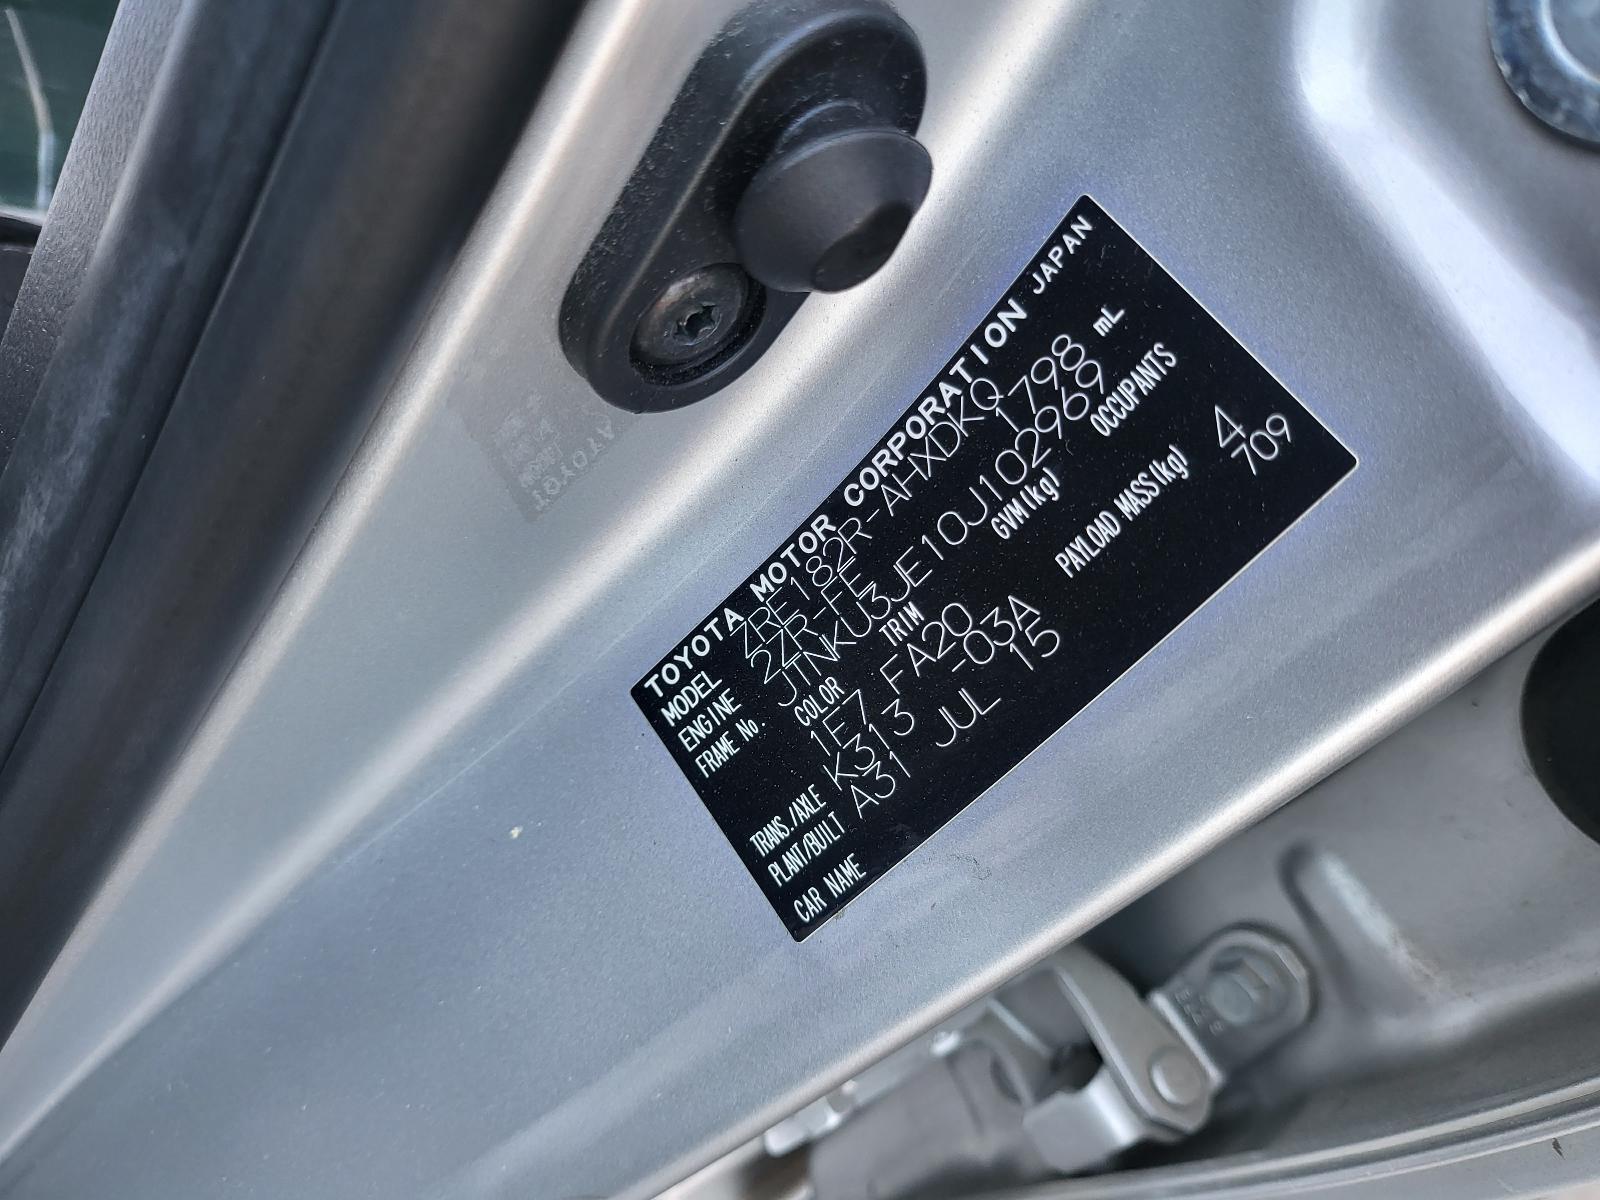 TOYOTA MOTOR CORPORATION JAPAN
MODEL ZRE182R-AHXDKQ
ENGINE 2ZR-FE 1798 mL
FRAME No. JTNKU3JE10J102969
COLOR TRIM GVM(kg) OCCUPANTS
1E7 FA20 4
TRANS./AXLE K313 -03A PAYLOAD MASS(kg) 709
PLANT/BUILT A31 JUL 15
CAR NAME